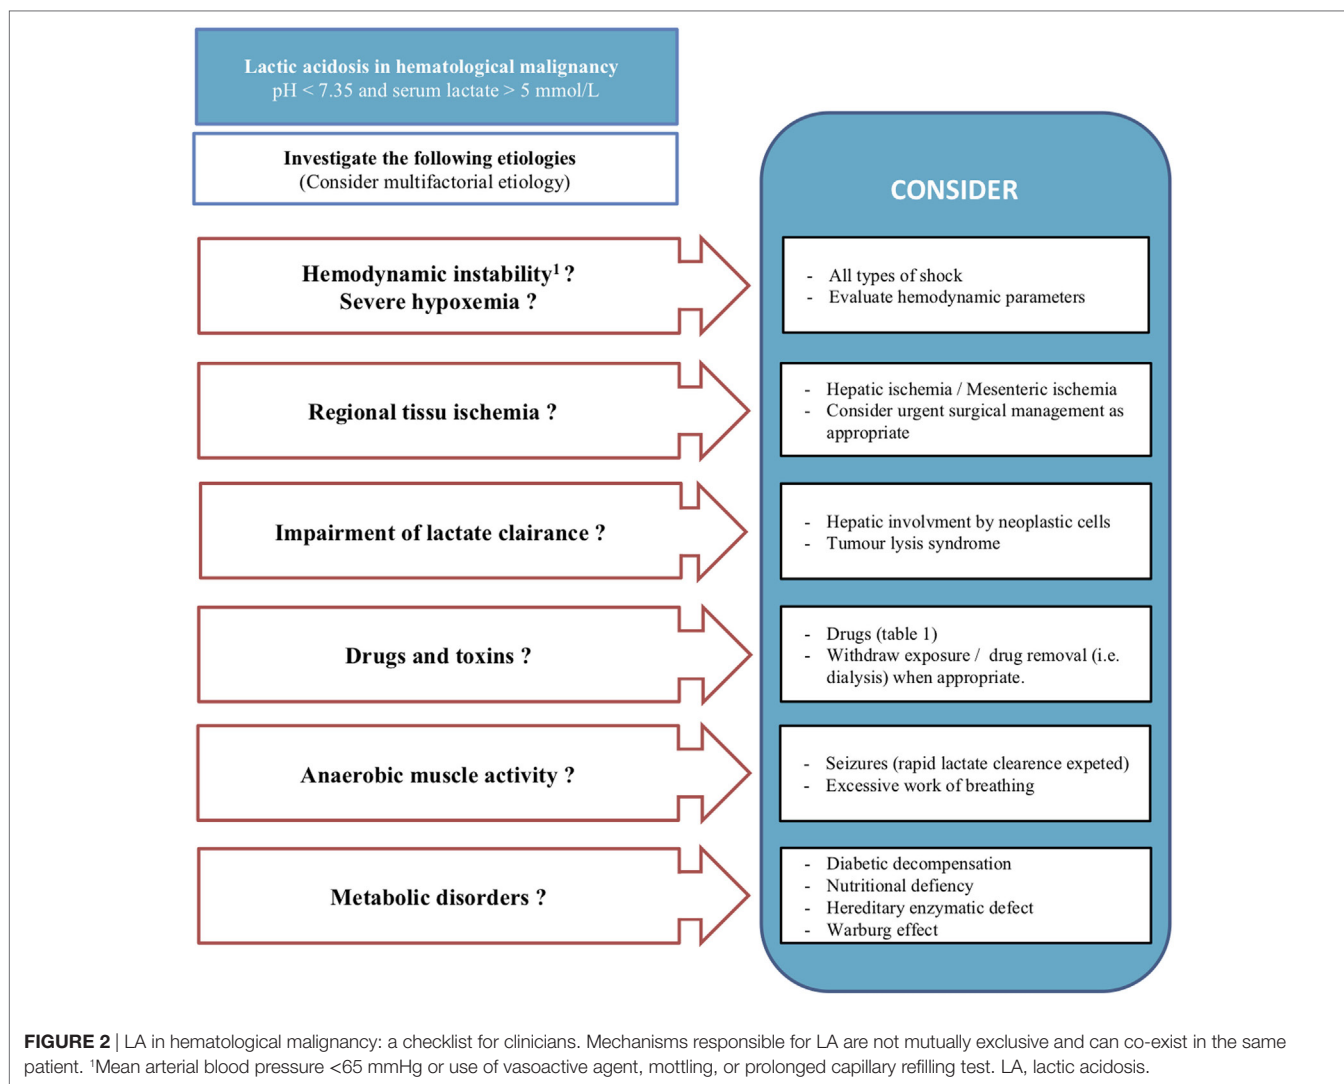 Lactic acidosis in hematological malignancy
pH < 7.35 and serum lactate > 5 mmol/L
Investigate the following etiologies
(Consider multifactorial etiology)
CONSIDER
Hemodynamic instability¹ ?
Severe hypoxemia ?
- All types of shock
- Evaluate hemodynamic parameters
Regional tissu ischemia ?
- Hepatic ischemia / Mesenteric ischemia
- Consider urgent surgical management as
appropriate
Impairment of lactate clairance ?
- Hepatic involvment by neoplastic cells
- Tumour lysis syndrome
Drugs and toxins ?
- Drugs (table 1)
- Withdraw exposure / drug removal (i.e.
dialysis) when appropriate.
Anaerobic muscle activity ?
- Seizures (rapid lactate clearence expeted)
- Excessive work of breathing
Metabolic disorders ?
- Diabetic decompensation
- Nutritional defiency
- Hereditary enzymatic defect
- Warburg effect
FIGURE 2 | LA in hematological malignancy: a checklist for clinicians. Mechanisms responsible for LA are not mutually exclusive and can co-exist in the same
patient. ¹Mean arterial blood pressure <65 mmHg or use of vasoactive agent, mottling, or prolonged capillary refilling test. LA, lactic acidosis.